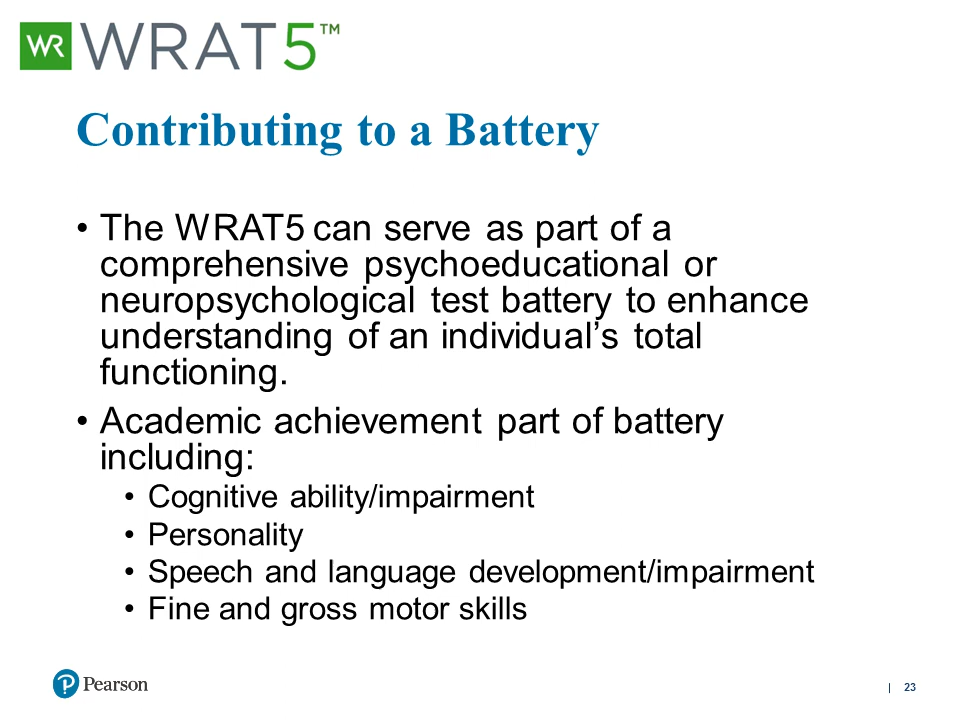 WR WRAT5™
Contributing to a Battery
• The WRAT5 can serve as part of a
comprehensive psychoeducational or
neuropsychological test battery to enhance
understanding of an individual’s total
functioning.
• Academic achievement part of battery
including:
• Cognitive ability/impairment
• Personality
• Speech and language development/impairment
• Fine and gross motor skills
P Pearson
| 23